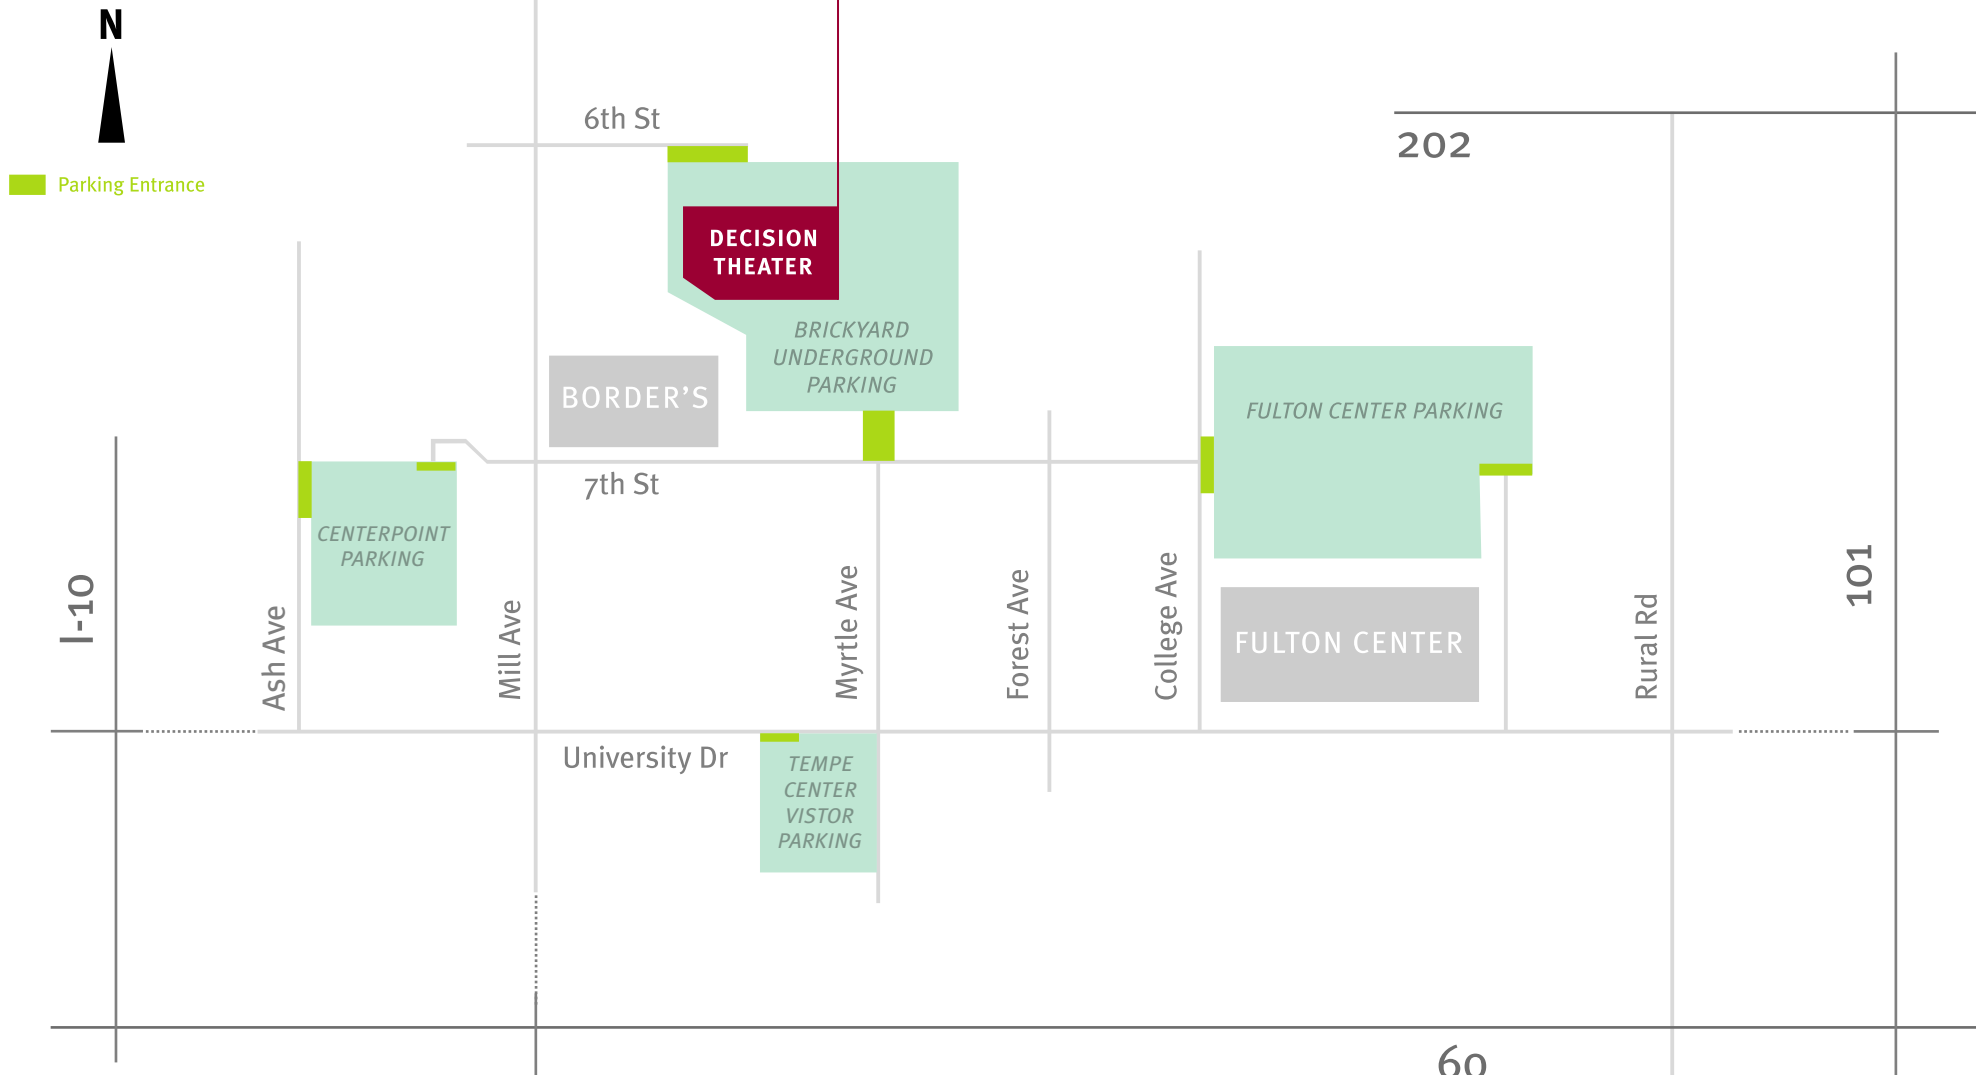 N
6th St
202
Parking Entrance
DECISION
THEATER
BRICKYARD
UNDERGROUND
PARKING
BORDER'S
FULTON CENTER PARKING
7th St
CENTERPOINT
PARKING
I-10
Ash Ave
Mill Ave
Myrtle Ave
Forest Ave
College Ave
FULTON CENTER
Rural Rd
101
University Dr
TEMPE
CENTER
VISTOR
PARKING
60